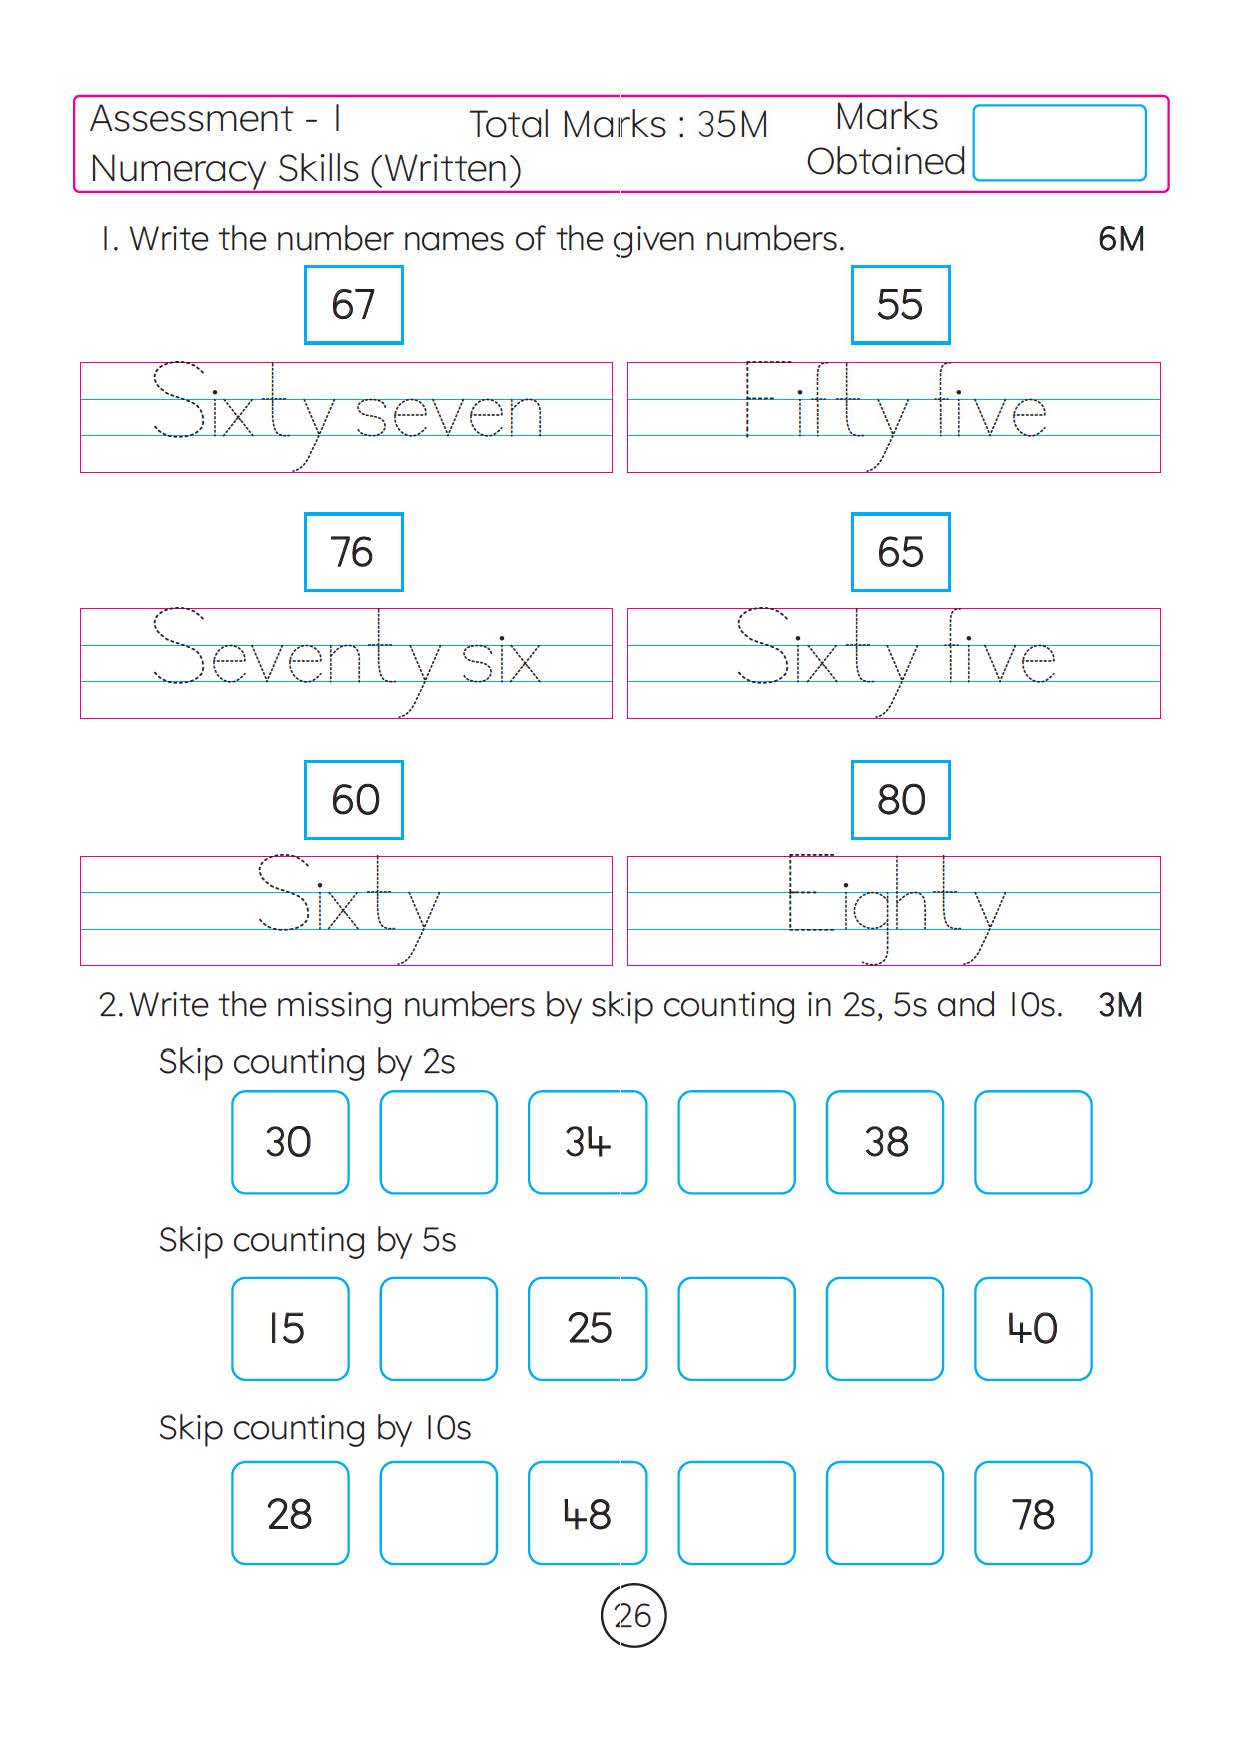 Assessment - 1 Total Marks : 35M Marks
Numeracy Skills (Written) Obtained
1. Write the number names of the given numbers. 6M
67 55
Sixty seven Fifty five
76 65
Seventy six Sixty five
60 80
Sixty Eighty
2. Write the missing numbers by skip counting in 2s, 5s and 10s. 3M
Skip counting by 2s
30 34 38
Skip counting by 5s
15 25 40
Skip counting by 10s
28 48 78
26